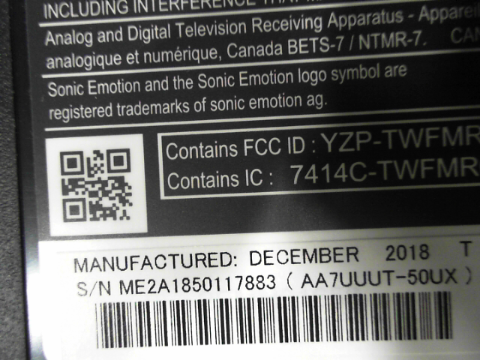 INCLUDING INTERFERENCE THAT
Analog and Digital Television Receiving Apparatus - Appareil
analogique et numérique, Canada BETS-7 / NTMR-7. CAN
Sonic Emotion and the Sonic Emotion logo symbol are
registered trademarks of sonic emotion ag.
Contains FCC ID : YZP-TWFMR
Contains IC : 7414C-TWFMR
MANUFACTURED: DECEMBER 2018 T
S/N ME2A1850117883 ( AA7UUUT-50UX )